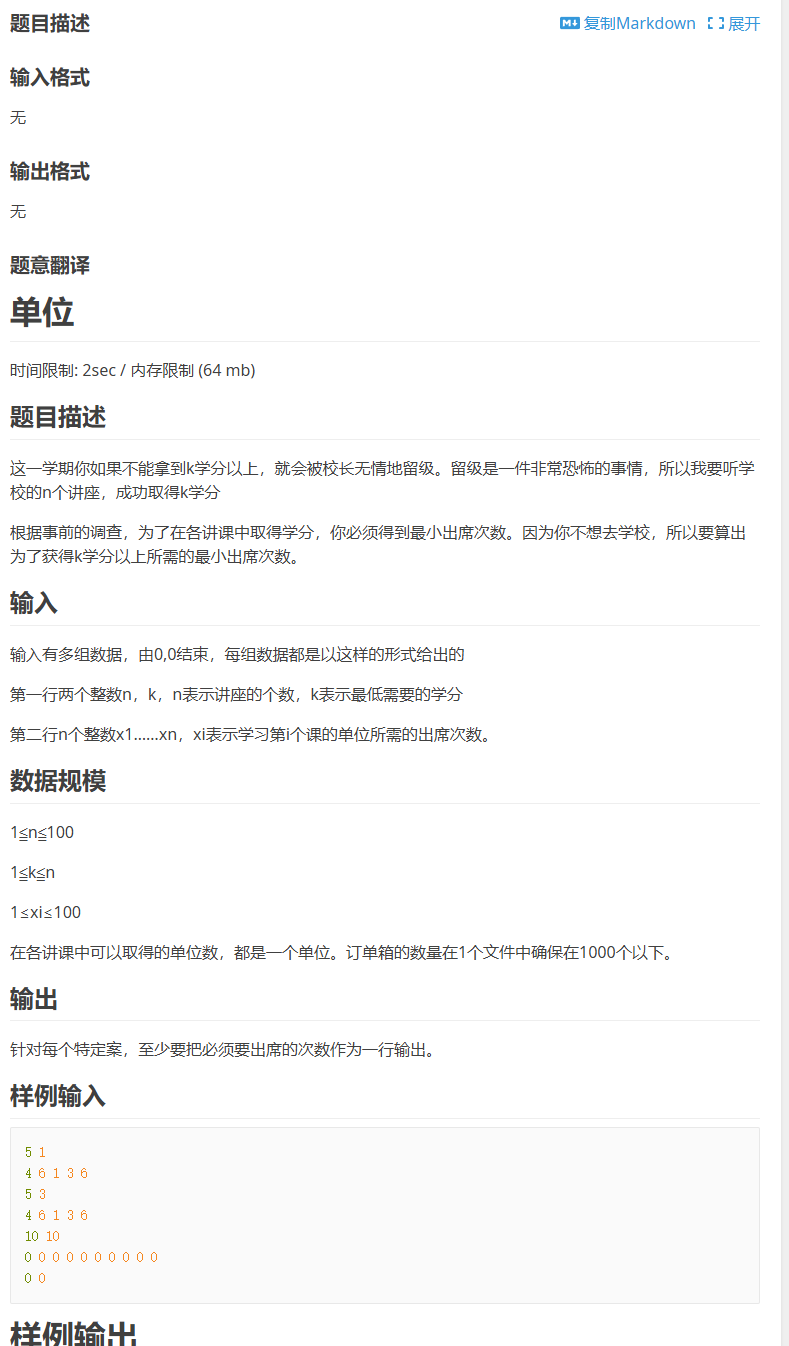 题目描述 复制Markdown 展开
输入格式
无
输出格式
无
题意翻译
单位
时间限制: 2sec / 内存限制 (64 mb)
题目描述
这一学期你如果不能拿到k学分以上，就会被校长无情地留级。留级是一件非常恐怖的事情，所以我要听学
校的n个讲座，成功取得k学分
根据事前的调查，为了在各讲课中取得学分，你必须得到最小出席次数。因为你不想去学校，所以要算出
为了获得k学分以上所需的最小出席次数。
输入
输入有多组数据，由0,0结束，每组数据都是以这样的形式给出的
第一行两个整数n，k，n表示讲座的个数，k表示最低需要的学分
第二行n个整数x1......xn，xi表示学习第i个课的单位所需的出席次数。
数据规模
1≦n≦100
1≦k≦n
1≤xi≤100
在各讲课中可以取得的单位数，都是一个单位。订单箱的数量在1个文件中确保在1000个以下。
输出
针对每个特定案，至少要把必须要出席的次数作为一行输出。
样例输入
5 1
4 6 1 3 6
5 3
4 6 1 3 6
10 10
0 0 0 0 0 0 0 0 0 0
0 0
样例输出